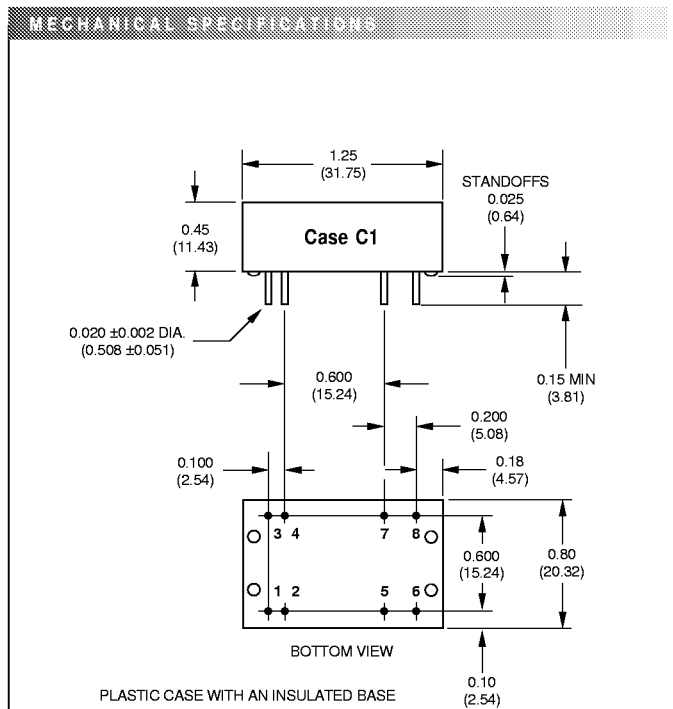 MECHANICAL SPECIFICATIONS
1.25
(31.75)
STANDOFFS
0.025
(0.64)
0.45
(11.43)
Case C1
0.020 ±0.002 DIA.
(0.508 ±0.051)
0.600
(15.24)
0.15 MIN
(3.81)
0.200
(5.08)
0.100
(2.54)
0.18
(4.57)
3 4 7 8
0.600
(15.24)
0.80
(20.32)
1 2 5 6
BOTTOM VIEW
0.10
(2.54)
PLASTIC CASE WITH AN INSULATED BASE